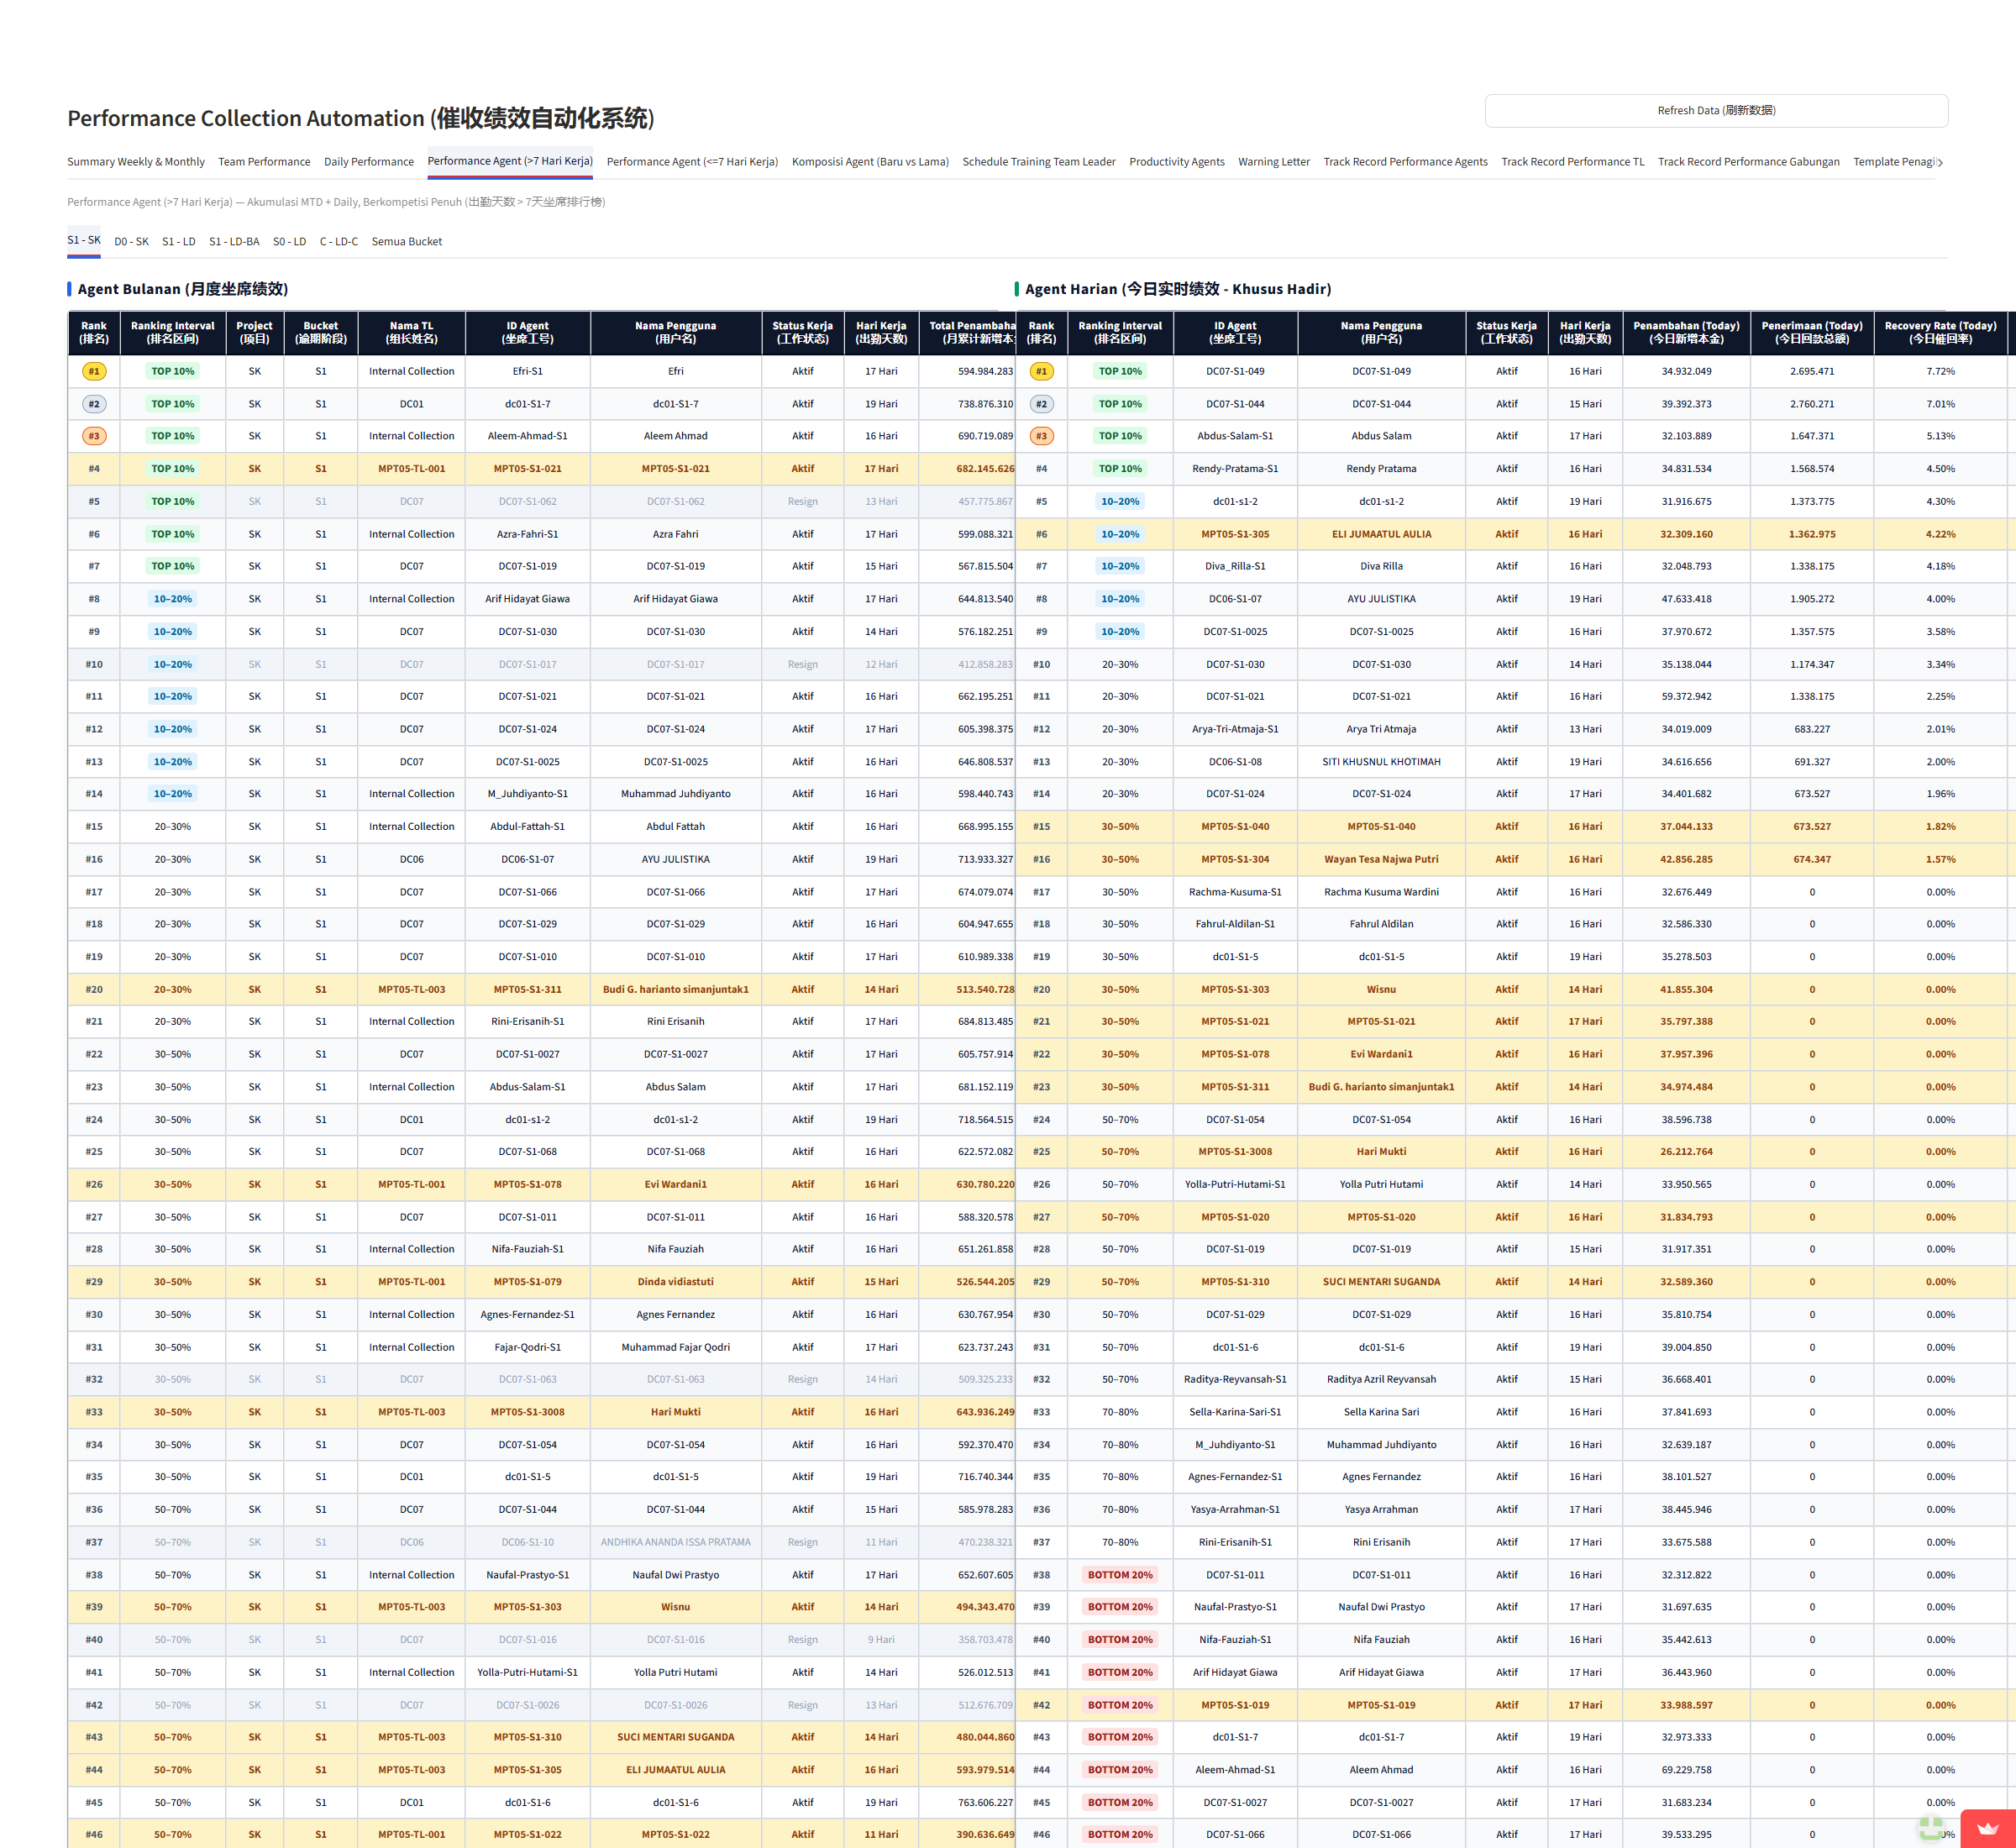 Performance Collection Automation (催收绩效自动化系统)
Refresh Data (刷新数据)
Summary Weekly & Monthly Team Performance Daily Performance Performance Agent (>7 Hari Kerja) Performance Agent (<=7 Hari Kerja) Komposisi Agent (Baru vs Lama) Schedule Training Team Leader Productivity Agents Warning Letter Track Record Performance Agents Track Record Performance TL Track Record Performance Gabungan Template
Performance Agent (>7 Hari Kerja) — Akumulasi MTD + Daily, Berkompetisi Penuh (出勤天数 > 7天坐席排行榜)
S1 - SK D0 - SK S1 - LD S1 - LD-BA S0 - LD C - LD-C Semua Bucket
Agent Bulanan (月度坐席绩效)
Rank Ranking Interval Project Bucket Nama TL ID Agent Nama Pengguna Status Kerja Hari Kerja Total
(排名) (排名区间) (项目) (逾期阶段) (组长姓名) (坐席工号) (用户名) (工作状态) (出勤天数) (月累计新增本
#1 TOP 10% SK S1 Internal Collection Efri-S1 Efri Aktif 17 Hari 594.984.283
#2 TOP 10% SK S1 DC01 dc01-S1-7 dc01-S1-7 Aktif 19 Hari 738.876.310
#3 TOP 10% SK S1 Internal Collection Aleem-Ahmad-S1 Aleem Ahmad Aktif 16 Hari 690.719.089
#4 TOP 10% SK S1 MPT05-TL-001 MPT05-S1-021 MPT05-S1-021 Aktif 17 Hari 682.145.626
#5 TOP 10% SK S1 DC07 DC07-S1-062 DC07-S1-062 Resign 13 Hari 457.775.867
#6 TOP 10% SK S1 Internal Collection Azra-Fahri-S1 Azra Fahri Aktif 17 Hari 599.088.321
#7 TOP 10% SK S1 DC07 DC07-S1-019 DC07-S1-019 Aktif 15 Hari 567.815.504
#8 10–20% SK S1 Internal Collection Arif Hidayat Giawa Arif Hidayat Giawa Aktif 17 Hari 644.813.540
#9 10–20% SK S1 DC07 DC07-S1-030 DC07-S1-030 Aktif 14 Hari 576.182.251
#10 10–20% SK S1 DC07 DC07-S1-017 DC07-S1-017 Resign 12 Hari 412.858.283
#11 10–20% SK S1 DC07 DC07-S1-021 DC07-S1-021 Aktif 16 Hari 662.195.251
#12 10–20% SK S1 DC07 DC07-S1-024 DC07-S1-024 Aktif 17 Hari 605.398.375
#13 10–20% SK S1 DC07 DC07-S1-0025 DC07-S1-0025 Aktif 16 Hari 646.808.537
#14 10–20% SK S1 Internal Collection M_Juhdiyanto-S1 Muhammad Juhdiyanto Aktif 16 Hari 598.440.743
#15 20–30% SK S1 Internal Collection Abdul-Fattah-S1 Abdul Fattah Aktif 16 Hari 668.995.155
#16 20–30% SK S1 DC06 DC06-S1-07 AYU JULISTIKA Aktif 19 Hari 713.933.327
#17 20–30% SK S1 DC07 DC07-S1-066 DC07-S1-066 Aktif 17 Hari 674.079.074
#18 20–30% SK S1 DC07 DC07-S1-029 DC07-S1-029 Aktif 16 Hari 604.947.655
#19 20–30% SK S1 DC07 DC07-S1-010 DC07-S1-010 Aktif 17 Hari 610.989.338
#20 20–30% SK S1 MPT05-TL-003 MPT05-S1-311 Budi G. harianto simanjuntak1 Aktif 14 Hari 513.540.728
#21 20–30% SK S1 Internal Collection Rini-Erisanih-S1 Rini Erisanih Aktif 17 Hari 684.813.485
#22 30–50% SK S1 DC07 DC07-S1-0027 DC07-S1-0027 Aktif 17 Hari 605.757.914
#23 30–50% SK S1 Internal Collection Abdus-Salam-S1 Abdus Salam Aktif 17 Hari 681.152.119
#24 30–50% SK S1 DC01 dc01-s1-2 dc01-s1-2 Aktif 19 Hari 718.564.515
#25 30–50% SK S1 DC07 DC07-S1-068 DC07-S1-068 Aktif 17 Hari 622.572.082
#26 30–50% SK S1 MPT05-TL-001 MPT05-S1-078 Evi Wardani1 Aktif 16 Hari 630.780.220
#27 30–50% SK S1 DC07 DC07-S1-011 DC07-S1-011 Aktif 16 Hari 588.320.578
#28 30–50% SK S1 Internal Collection Nifa-Fauziah-S1 Nifa Fauziah Aktif 16 Hari 651.261.858
#29 30–50% SK S1 MPT05-TL-001 MPT05-S1-079 Dinda vidiastuti Aktif 15 Hari 526.544.205
#30 30–50% SK S1 Internal Collection Agnes-Fernandez-S1 Agnes Fernandez Aktif 16 Hari 630.767.954
#31 30–50% SK S1 Internal Collection Fajar-Qodri-S1 Muhammad Fajar Qodri Aktif 17 Hari 623.737.243
#32 30–50% SK S1 DC07 DC07-S1-063 DC07-S1-063 Resign 14 Hari 509.325.233
#33 30–50% SK S1 MPT05-TL-003 MPT05-S1-3008 Hari Mukti Aktif 16 Hari 643.936.249
#34 30–50% SK S1 DC07 DC07-S1-054 DC07-S1-054 Aktif 16 Hari 592.370.470
#35 30–50% SK S1 DC01 dc01-S1-5 dc01-S1-5 Aktif 19 Hari 716.740.344
#36 50–70% SK S1 DC07 DC07-S1-044 DC07-S1-044 Aktif 15 Hari 585.978.283
#37 50–70% SK S1 DC06 DC06-S1-10 ANDHIKA ANANDA ISSA PRATAMA Resign 11 Hari 470.238.321
#38 50–70% SK S1 Internal Collection Naufal-Prastyo-S1 Naufal Dwi Prastyo Aktif 17 Hari 652.607.605
#39 50–70% SK S1 MPT05-TL-003 MPT05-S1-303 Wisnu Aktif 14 Hari 494.343.470
#40 50–70% SK S1 DC07 DC07-S1-016 DC07-S1-016 Resign 9 Hari 358.703.478
#41 50–70% SK S1 Internal Collection Yolla-Putri-Hutami-S1 Yolla Putri Hutami Aktif 14 Hari 526.012.513
#42 50–70% SK S1 DC07 DC07-S1-0026 DC07-S1-0026 Resign 13 Hari 512.676.709
#43 50–70% SK S1 MPT05-TL-003 MPT05-S1-310 SUCI MENTARI SUGANDA Aktif 14 Hari 480.044.860
#44 50–70% SK S1 MPT05-TL-003 MPT05-S1-305 ELI JUMAATUL AULIA Aktif 16 Hari 593.979.514
#45 50–70% SK S1 DC01 dc01-S1-6 dc01-S1-6 Aktif 19 Hari 763.606.227
#46 50–70% SK S1 MPT05-TL-001 MPT05-S1-022 MPT05-S1-022 Aktif 11 Hari 390.636.649
Agent Harian (今日实时绩效 - Khusus Hadir)
Rank Ranking Interval ID Agent Nama Pengguna Status Kerja Hari Kerja Penambahan (Today) Penerimaan (Today) Recovery Rate (Today)
(排名) (排名区间) (坐席工号) (用户名) (工作状态) (出勤天数) (今日新增本金) (今日回款总额) (今日催回率)
#1 TOP 10% DC07-S1-049 DC07-S1-049 Aktif 16 Hari 34.932.049 2.695.471 7.72%
#2 TOP 10% DC07-S1-044 DC07-S1-044 Aktif 15 Hari 39.392.373 2.760.271 7.01%
#3 TOP 10% Abdus-Salam-S1 Abdus Salam Aktif 17 Hari 32.103.889 1.647.371 5.13%
#4 TOP 10% Rendy-Pratama-S1 Rendy Pratama Aktif 16 Hari 34.831.534 1.568.574 4.50%
#5 10–20% dc01-s1-2 dc01-s1-2 Aktif 19 Hari 31.916.675 1.373.775 4.30%
#6 10–20% MPT05-S1-305 ELI JUMAATUL AULIA Aktif 16 Hari 32.309.160 1.362.975 4.22%
#7 10–20% Diva_Rilla-S1 Diva Rilla Aktif 16 Hari 32.048.793 1.338.175 4.18%
#8 10–20% DC06-S1-07 AYU JULISTIKA Aktif 19 Hari 47.633.418 1.905.272 4.00%
#9 10–20% DC07-S1-0025 DC07-S1-0025 Aktif 16 Hari 37.970.672 1.357.575 3.58%
#10 20–30% DC07-S1-030 DC07-S1-030 Aktif 14 Hari 35.138.044 1.174.347 3.34%
#11 20–30% DC07-S1-021 DC07-S1-021 Aktif 16 Hari 59.372.942 1.338.175 2.25%
#12 20–30% Arya-Tri-Atmaja-S1 Arya Tri Atmaja Aktif 13 Hari 34.019.009 683.227 2.01%
#13 20–30% DC06-S1-08 SITI KHUSNUL KHOTIMAH Aktif 19 Hari 34.616.656 691.327 2.00%
#14 20–30% DC07-S1-024 DC07-S1-024 Aktif 17 Hari 34.401.682 673.527 1.96%
#15 30–50% MPT05-S1-040 MPT05-S1-040 Aktif 16 Hari 37.044.133 673.527 1.82%
#16 30–50% MPT05-S1-304 Wayan Tesa Najwa Putri Aktif 16 Hari 42.856.285 674.347 1.57%
#17 30–50% Rachma-Kusuma-S1 Rachma Kusuma Wardini Aktif 16 Hari 32.676.449 0 0.00%
#18 30–50% Fahrul-Aldilan-S1 Fahrul Aldilan Aktif 16 Hari 32.586.330 0 0.00%
#19 30–50% dc01-S1-5 dc01-S1-5 Aktif 19 Hari 35.278.503 0 0.00%
#20 30–50% MPT05-S1-303 Wisnu Aktif 14 Hari 41.855.304 0 0.00%
#21 30–50% MPT05-S1-021 MPT05-S1-021 Aktif 17 Hari 35.797.388 0 0.00%
#22 30–50% MPT05-S1-078 Evi Wardani1 Aktif 16 Hari 37.957.396 0 0.00%
#23 30–50% MPT05-S1-311 Budi G. harianto simanjuntak1 Aktif 14 Hari 34.974.484 0 0.00%
#24 50–70% DC07-S1-054 DC07-S1-054 Aktif 16 Hari 38.596.738 0 0.00%
#25 50–70% MPT05-S1-3008 Hari Mukti Aktif 16 Hari 26.212.764 0 0.00%
#26 50–70% Yolla-Putri-Hutami-S1 Yolla Putri Hutami Aktif 14 Hari 33.950.565 0 0.00%
#27 50–70% MPT05-S1-020 MPT05-S1-020 Aktif 16 Hari 31.834.793 0 0.00%
#28 50–70% DC07-S1-019 DC07-S1-019 Aktif 15 Hari 31.917.351 0 0.00%
#29 50–70% MPT05-S1-310 SUCI MENTARI SUGANDA Aktif 14 Hari 32.589.360 0 0.00%
#30 50–70% DC07-S1-029 DC07-S1-029 Aktif 16 Hari 35.810.754 0 0.00%
#31 50–70% dc01-S1-6 dc01-S1-6 Aktif 19 Hari 39.004.850 0 0.00%
#32 50–70% Raditya-Reyvansah-S1 Raditya Azril Reyvansah Aktif 15 Hari 36.668.401 0 0.00%
#33 70–80% Sella-Karina-Sari-S1 Sella Karina Sari Aktif 16 Hari 37.841.693 0 0.00%
#34 70–80% M_Juhdiyanto-S1 Muhammad Juhdiyanto Aktif 16 Hari 32.639.187 0 0.00%
#35 70–80% Agnes-Fernandez-S1 Agnes Fernandez Aktif 16 Hari 38.101.527 0 0.00%
#36 70–80% Yasya-Arrahman-S1 Yasya Arrahman Aktif 17 Hari 38.445.946 0 0.00%
#37 70–80% Rini-Erisanih-S1 Rini Erisanih Aktif 17 Hari 33.675.588 0 0.00%
#38 BOTTOM 20% DC07-S1-011 DC07-S1-011 Aktif 16 Hari 32.312.822 0 0.00%
#39 BOTTOM 20% Naufal-Prastyo-S1 Naufal Dwi Prastyo Aktif 17 Hari 31.697.635 0 0.00%
#40 BOTTOM 20% Nifa-Fauziah-S1 Nifa Fauziah Aktif 16 Hari 35.442.613 0 0.00%
#41 BOTTOM 20% Arif Hidayat Giawa Arif Hidayat Giawa Aktif 17 Hari 36.443.960 0 0.00%
#42 BOTTOM 20% MPT05-S1-019 MPT05-S1-019 Aktif 17 Hari 33.988.597 0 0.00%
#43 BOTTOM 20% dc01-S1-7 dc01-S1-7 Aktif 19 Hari 32.973.333 0 0.00%
#44 BOTTOM 20% Aleem-Ahmad-S1 Aleem Ahmad Aktif 16 Hari 69.229.758 0 0.00%
#45 BOTTOM 20% DC07-S1-0027 DC07-S1-0027 Aktif 17 Hari 31.683.234 0 0.00%
#46 BOTTOM 20% DC07-S1-066 DC07-S1-066 Aktif 17 Hari 39.533.295 0